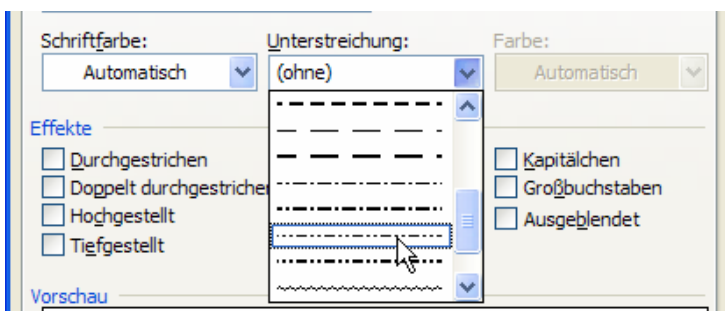 Schriftfarbe: Unterstreichung: Farbe:
Automatisch (ohne) Automatisch
Effekte
Durchgestrichen Kapitälchen
Doppelt durchgestrichen Großbuchstaben
Hochgestellt Ausgeblendet
Tiefgestellt
Vorschau